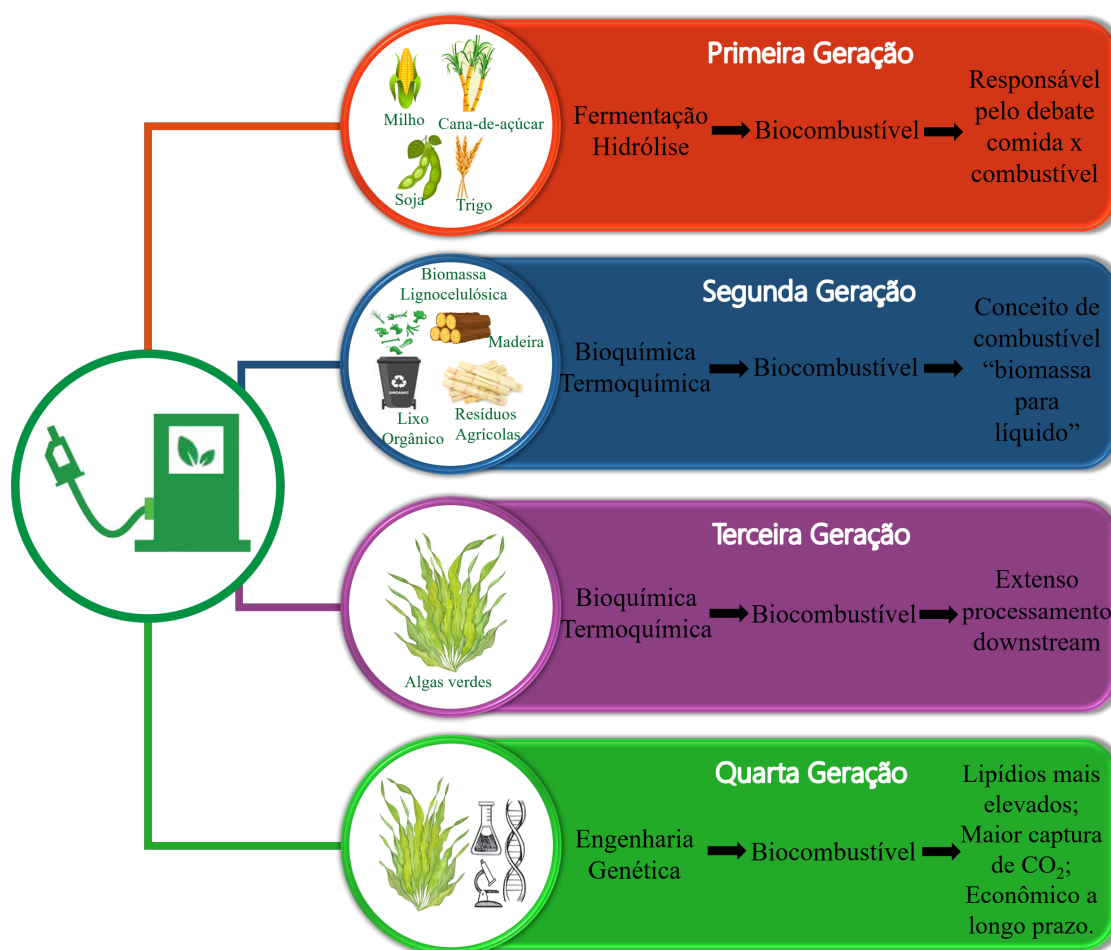 Primeira Geração
Milho
Cana-de-açúcar
Soja
Trigo
Fermentação
Hidrólise
Biocombustível
Responsável
pelo debate
comida x
combustível
Segunda Geração
Biomassa
Lignocelulósica
Madeira
ORGANIC
Lixo
Orgânico
Resíduos
Agrícolas
Bioquímica
Termoquímica
Biocombustível
Conceito de
combustível
“biomassa
para
líquido”
Terceira Geração
Algas verdes
Bioquímica
Termoquímica
Biocombustível
Extenso
processamento
downstream
Quarta Geração
Engenharia
Genética
Biocombustível
Lipídios mais
elevados;
Maior captura
de CO₂;
Econômico a
longo prazo.